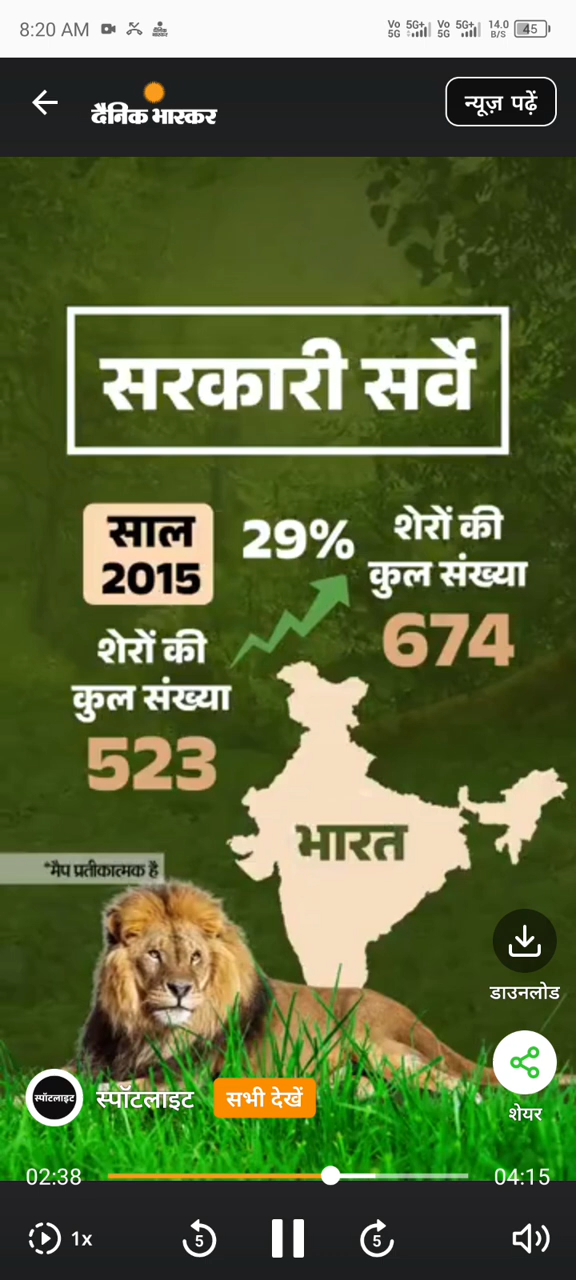 8:20 AM
Vo 5G 5G+ Vo 5G 5G+ 14.0 B/S 45
दैनिक भास्कर
न्यूज़ पढ़ें
सरकारी सर्वे
साल
2015
29%
शेरों की
कुल संख्या
674
शेरों की
कुल संख्या
523
भारत
*मैप प्रतीकात्मक है
डाउनलोड
स्पॉटलाइट
स्पॉटलाइट
सभी देखें
शेयर
02:38
04:15
1x
5
5